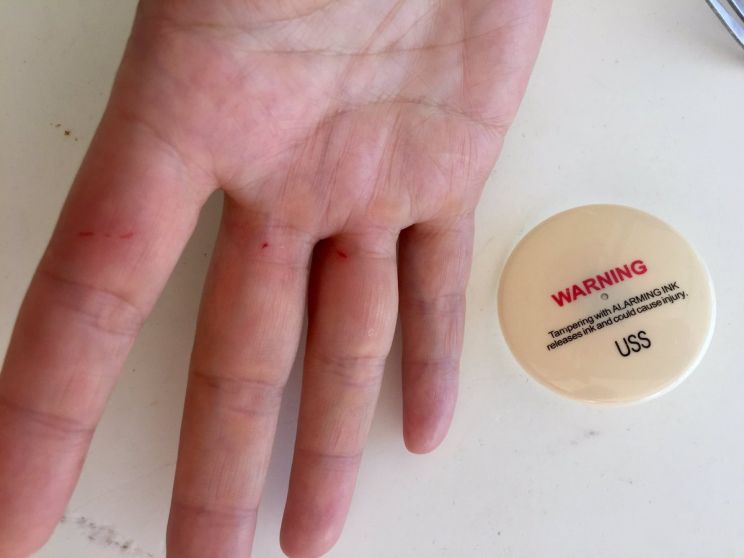 WARNING
Tampering with ALARMING INK
releases ink and could cause injury.
USS